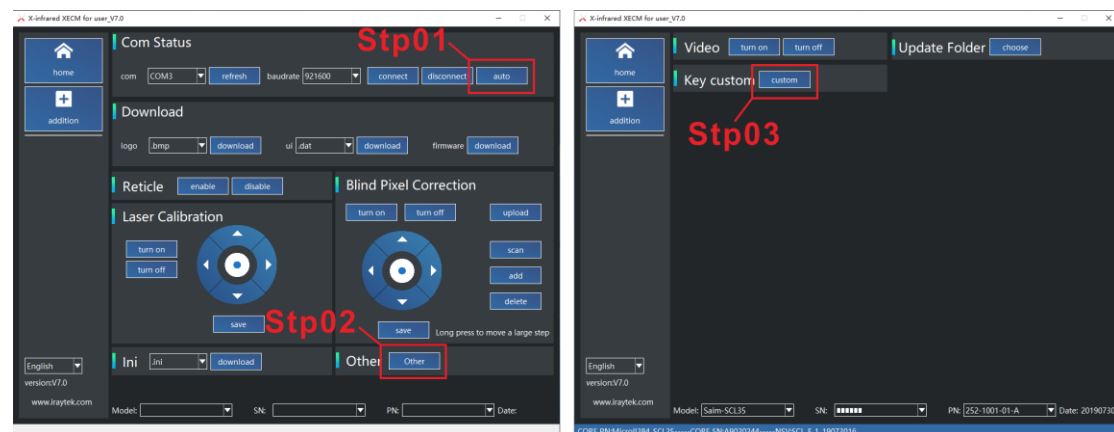 X-infrared XECM for user_V7.0
Stp01
home
addition
Com Status
com COM3 refresh baudrate 921600 connect disconnect auto
Download
logo .bmp download ui .dat download firmware download
Reticle enable disable
Laser Calibration
turn on
turn off
save
Blind Pixel Correction
turn on turn off upload
scan
add
delete
save Long press to move a large step
Stp02
Ini .ini download
Other Other
English
version:V7.0
www.iraytek.com
Model: SN: PN: Date:
X-infrared XECM for user_V7.0
home
addition
Video turn on turn off
Update Folder choose
Key custom custom
Stp03
English
version:V7.0
www.iraytek.com
Model: Saim-SCL35 SN: PN: 252-1001-01-A Date: 20190730